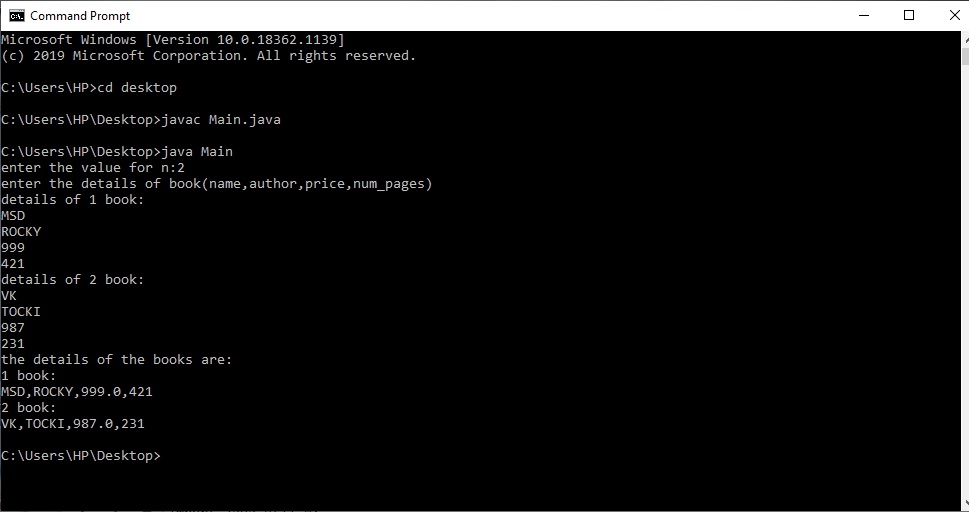 Command Prompt
Microsoft Windows [Version 10.0.18362.1139]
(c) 2019 Microsoft Corporation. All rights reserved.
C:\Users\HP>cd desktop
C:\Users\HP\Desktop>javac Main.java
C:\Users\HP\Desktop>java Main
enter the value for n:2
enter the details of book(name,author,price,num_pages)
details of 1 book:
MSD
ROCKY
999
421
details of 2 book:
VK
TOCKI
987
231
the details of the books are:
1 book:
MSD,ROCKY,999.0,421
2 book:
VK,TOCKI,987.0,231
C:\Users\HP\Desktop>